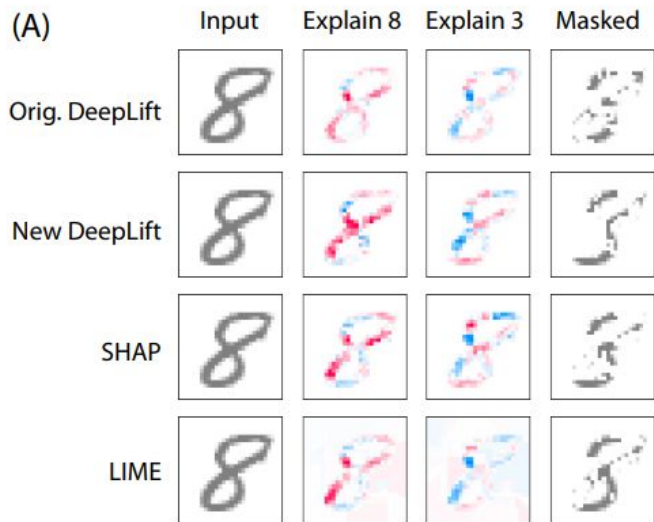 (A)
Input Explain 8 Explain 3 Masked
Orig. DeepLift
New DeepLift
SHAP
LIME